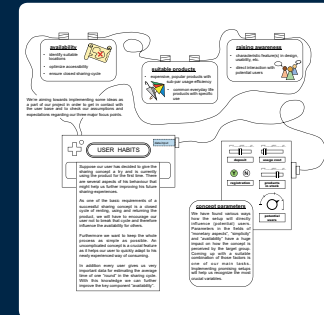 availability
• identify suitable
locations
• optimize accessability
• ensure closed sharing-cycle
suitable products
• expensive, popular products with
sub-par usage efficiency
• common everyday life
products with specific
use
raising awareness
• characteristic feature(s) in design,
usability, etc.
• direct interaction with
potential users
We're aiming towards implementing some ideas as
a part of our project in order to get in contact with
the user and to check our assumptions and
expectations regarding our three major focus points.
USER HABITS
Suppose our user has decided to give the
sharing concept a try and is currently
using the product for the first time. There
are several aspects of his behaviour that
might help us further improving his future
sharing experiences.
As one of the basic requirements of a
successful sharing concept is a closed
cycle of renting, using and returning the
product, we will have to encourage our
user not to break that cycle and therefore
influence the availability for others.
Furthermore we want to keep the whole
process as simple as possible. An
uncomplicated concept is a crucial feature
as it helps our user to quickly adapt to his
newly experienced way of consuming.
In addition every user gives us very
important data for estimating the average
time of one "round" in the sharing cycle.
With this knowledge we can further
improve the key component "availability".
deposit
usage cost
Y
N
registration
products
in stock
potential
users
concept parameters
We have found various ways
how the setup will directly
influence (potential) users.
Parameters in the fields of
"monetary aspects", "simplicity"
and "availability" have a huge
impact on how the concept is
perceived by the target group.
Coming up with a suitable
combination of those factors is
one of our main tasks.
Implementing promising setups
will help us recognize the most
crucial variables.